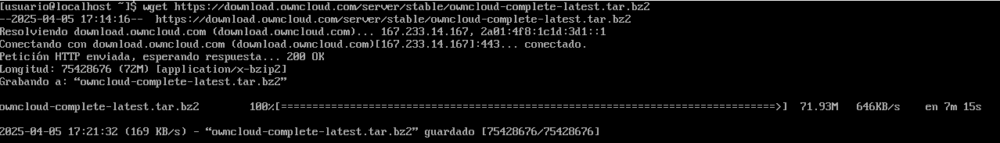 [usuario@localhost ~]$ wget https://download.owncloud.com/server/stable/owncloud-complete-latest.tar.bz2
--2025-04-05 17:14:16--  https://download.owncloud.com/server/stable/owncloud-complete-latest.tar.bz2
Resolviendo download.owncloud.com (download.owncloud.com)... 167.233.14.167, 2a01:4f8:1c1d:3d1::1
Conectando con download.owncloud.com (download.owncloud.com)[167.233.14.167]:443... conectado.
Petición HTTP enviada, esperando respuesta... 200 OK
Longitud: 75428676 (72M) [application/x-bzip2]
Grabando a: “owncloud-complete-latest.tar.bz2”
owncloud-complete-latest.tar.bz2        100%[================================================================================>]  71.93M   646KB/s    en 7m 15s
2025-04-05 17:21:32 (169 KB/s) - “owncloud-complete-latest.tar.bz2” guardado [75428676/75428676]